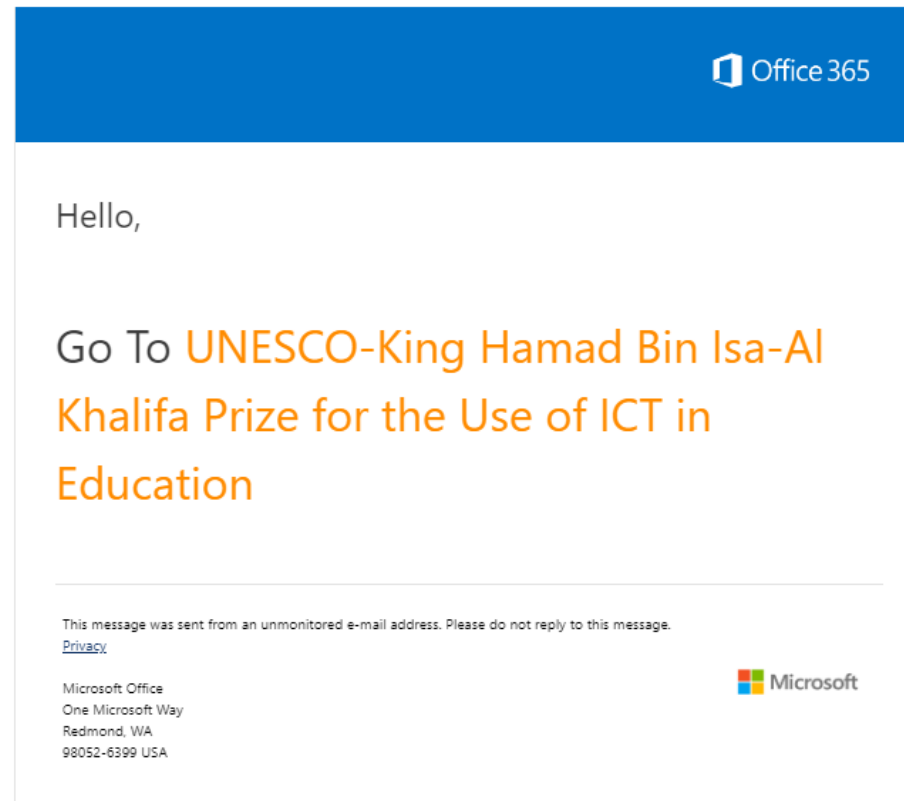 Office 365
Hello,
Go To UNESCO-King Hamad Bin Isa-Al
Khalifa Prize for the Use of ICT in
Education
This message was sent from an unmonitored e-mail address. Please do not reply to this message.
Privacy
Microsoft Office
One Microsoft Way
Redmond, WA
98052-6399 USA
Microsoft